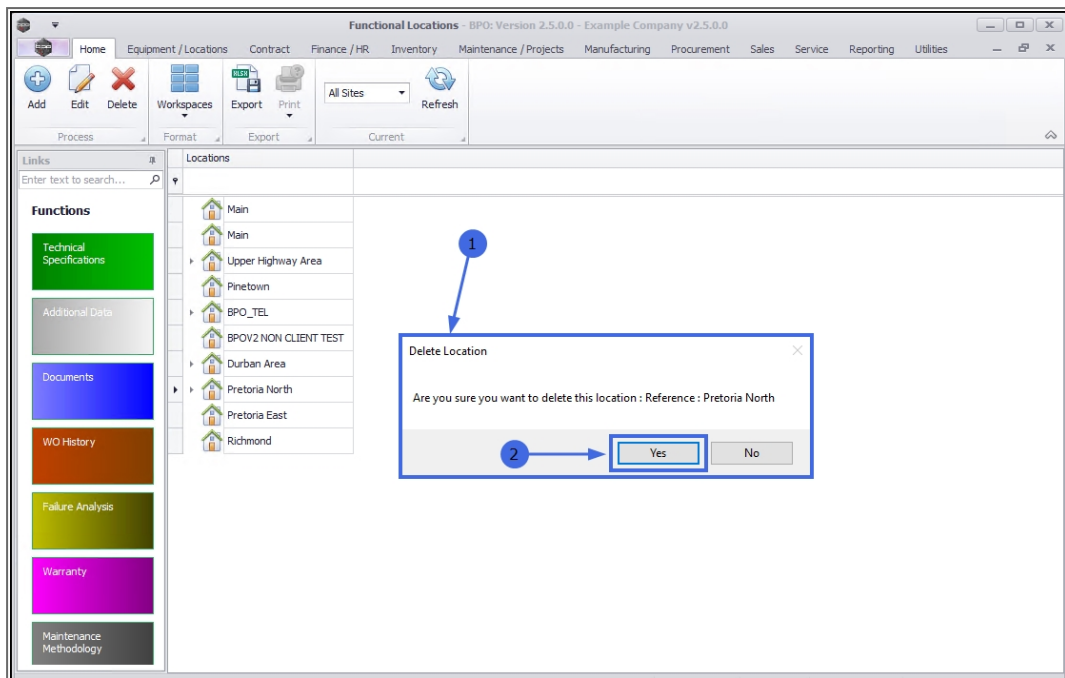 Functional Locations - BPO: Version 2.5.0.0 - Example Company v2.5.0.0
Home Equipment / Locations Contract Finance / HR Inventory Maintenance / Projects Manufacturing Procurement Sales Service Reporting Utilities
Add Edit Delete Workspaces Export Print All Sites Refresh
Process Format Export Current
Links
Enter text to search...
Functions
Technical
Specifications
Additional Data
Documents
WO History
Failure Analysis
Warranty
Maintenance
Methodology
Locations
Main
Main
Upper Highway Area
Pinetown
BPO_TEL
BPOV2 NON CLIENT TEST
Durban Area
Pretoria North
Pretoria East
Richmond
1
Delete Location
Are you sure you want to delete this location : Reference : Pretoria North
2
Yes No